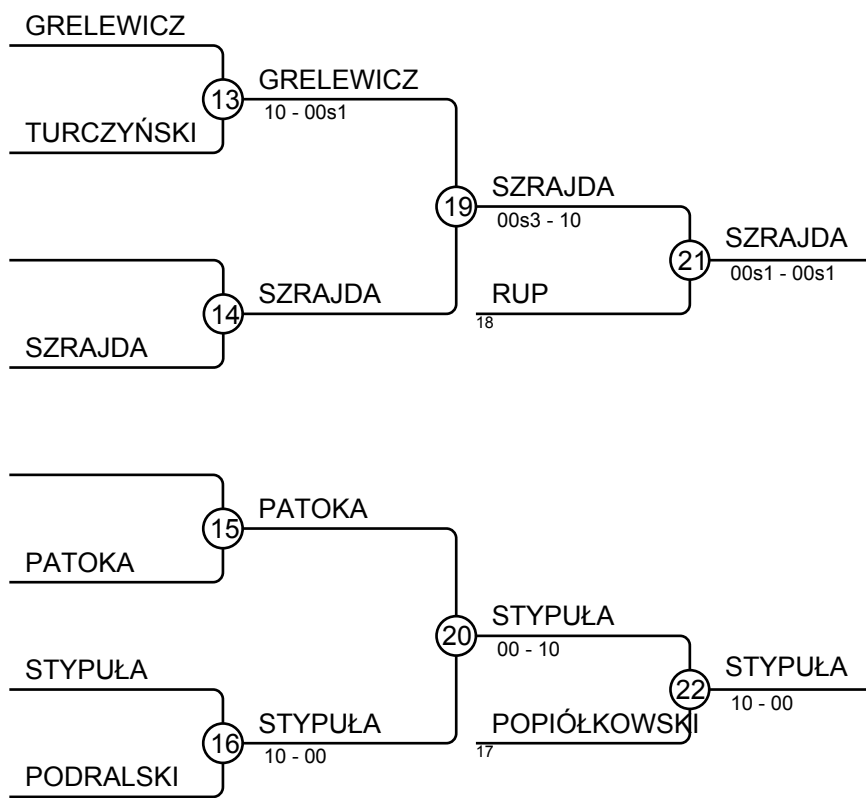 GRELEWICZ
13
GRELEWICZ
10 - 00s1
TURCZYŃSKI
19
SZRAJDA
00s3 - 10
21
SZRAJDA
00s1 - 00s1
14
SZRAJDA
RUP
18
SZRAJDA
15
PATOKA
PATOKA
20
STYPUŁA
00 - 10
STYPUŁA
22
STYPUŁA
10 - 00
16
STYPUŁA
10 - 00
POPIÓŁKOWSKI
17
PODRALSKI